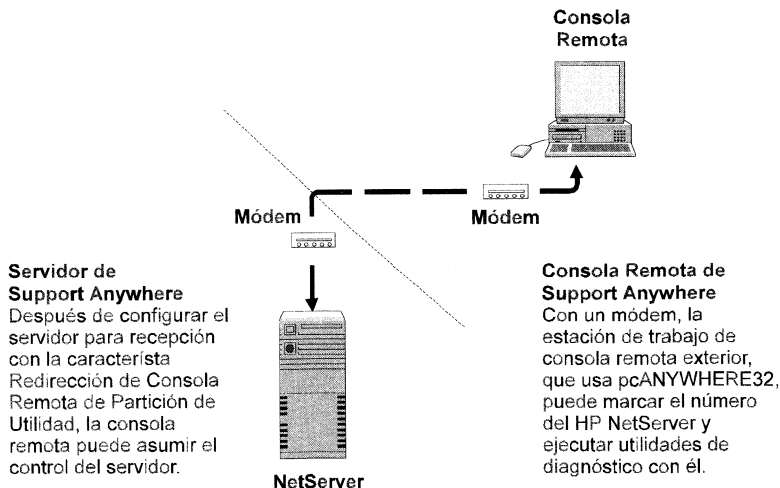 Consola
Remota
Módem
Módem
Servidor de
Support Anywhere
Después de configurar el
servidor para recepción
con la característa
Redirección de Consola
Remota de Partición de
Utilidad, la consola
remota puede asumir el
control del servidor.
NetServer
Consola Remota de
Support Anywhere
Con un módem, la
estación de trabajo de
consola remota exterior,
que usa pcANYWHERE32,
puede marcar el número
del HP NetServer y
ejecutar utilidades de
diagnóstico con él.